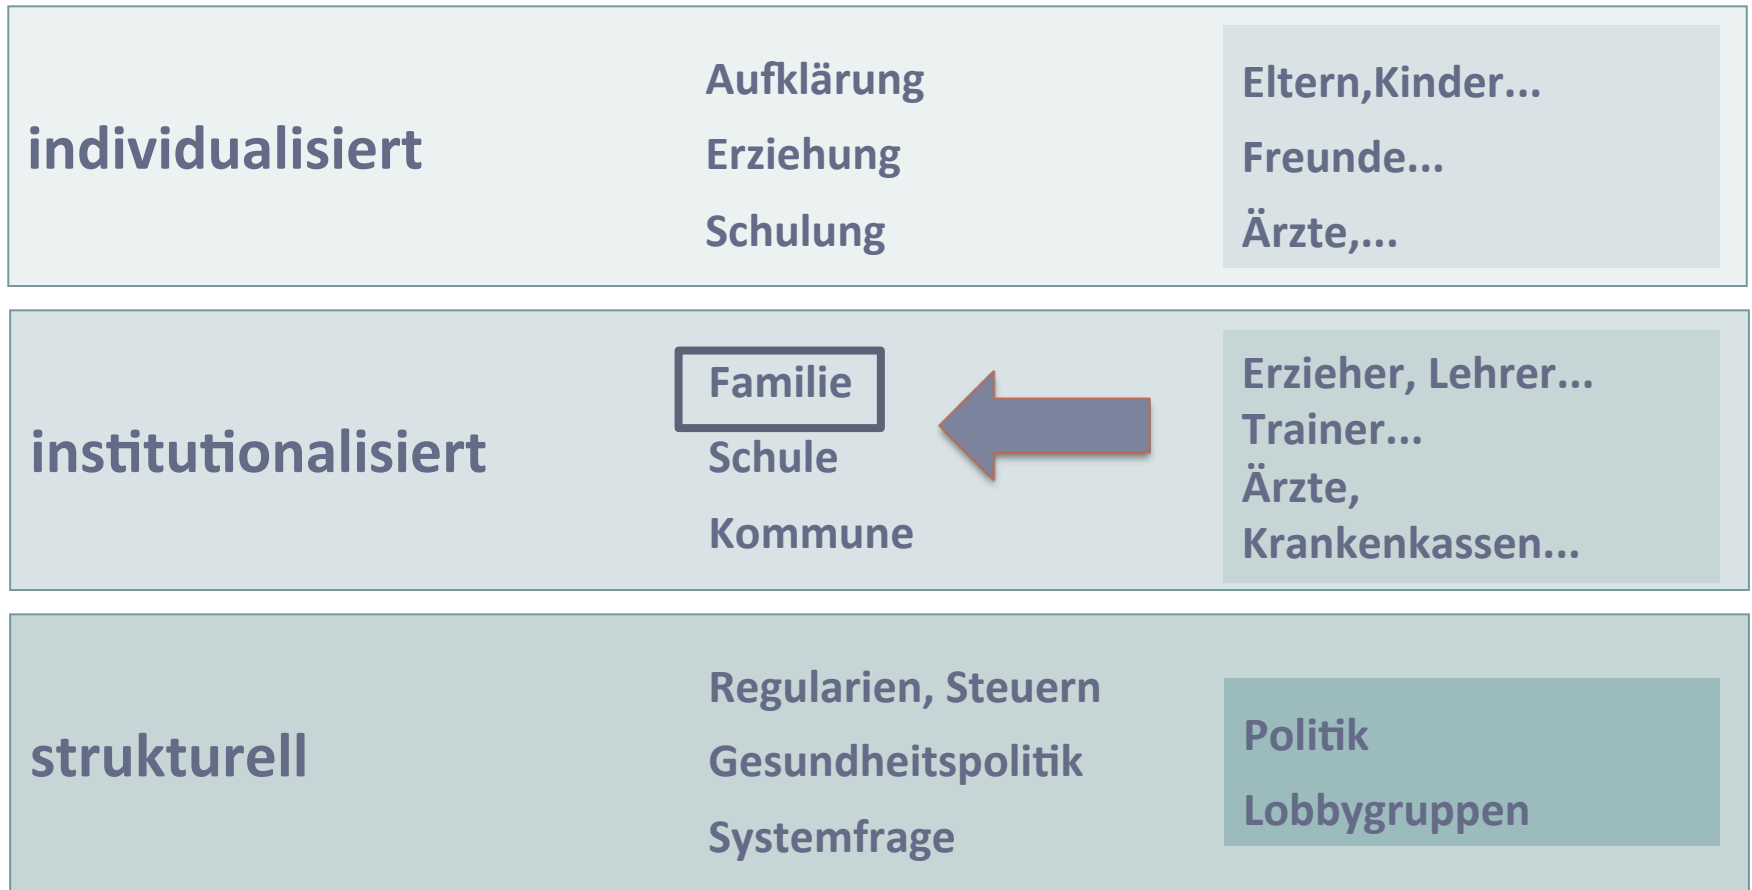 individualisiert
Aufklärung
Erziehung
Schulung
Eltern,Kinder...
Freunde...
Ärzte,...
institutionalisiert
Familie
Schule
Kommune
Erzieher, Lehrer...
Trainer...
Ärzte,
Krankenkassen...
strukturell
Regularien, Steuern
Gesundheitspolitik
Systemfrage
Politik
Lobbygruppen